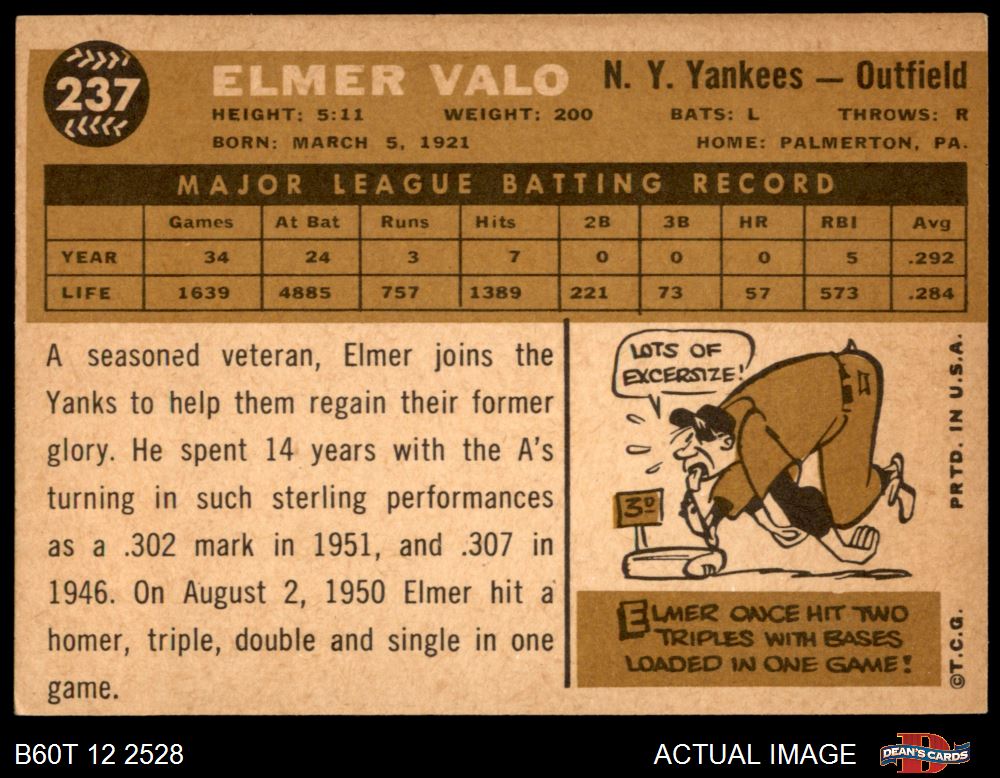 237
ELMER VALO N. Y. Yankees — Outfield
HEIGHT: 5:11 WEIGHT: 200 BATS: L THROWS: R
BORN: MARCH 5, 1921 HOME: PALMERTON, PA.
MAJOR LEAGUE BATTING RECORD
Games At Bat Runs Hits 2B 3B HR RBI Avg
YEAR 34 24 3 7 0 0 0 5 .292
LIFE 1639 4885 757 1389 221 73 57 573 .284
A seasoned veteran, Elmer joins the
Yanks to help them regain their former
glory. He spent 14 years with the A's
turning in such sterling performances
as a .302 mark in 1951, and .307 in
1946. On August 2, 1950 Elmer hit a
homer, triple, double and single in one
game.
LOTS OF
EXCERSIZE!
3D
ELMER ONCE HIT TWO
TRIPLES WITH BASES
LOADED IN ONE GAME!
©T.C.G. PRTD. IN U.S.A.
B60T 12 2528 ACTUAL IMAGE
D
DEAN'S CARDS